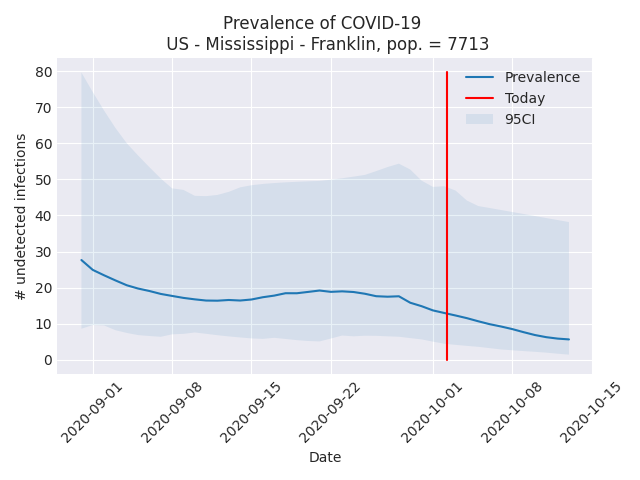 Prevalence of COVID-19
US - Mississippi - Franklin, pop. = 7713
Prevalence
Today
95CI
80
70
60
50
40
30
20
10
0
# undetected infections
2020-09-01
2020-09-08
2020-09-15
2020-09-22
2020-10-01
2020-10-08
2020-10-15
Date